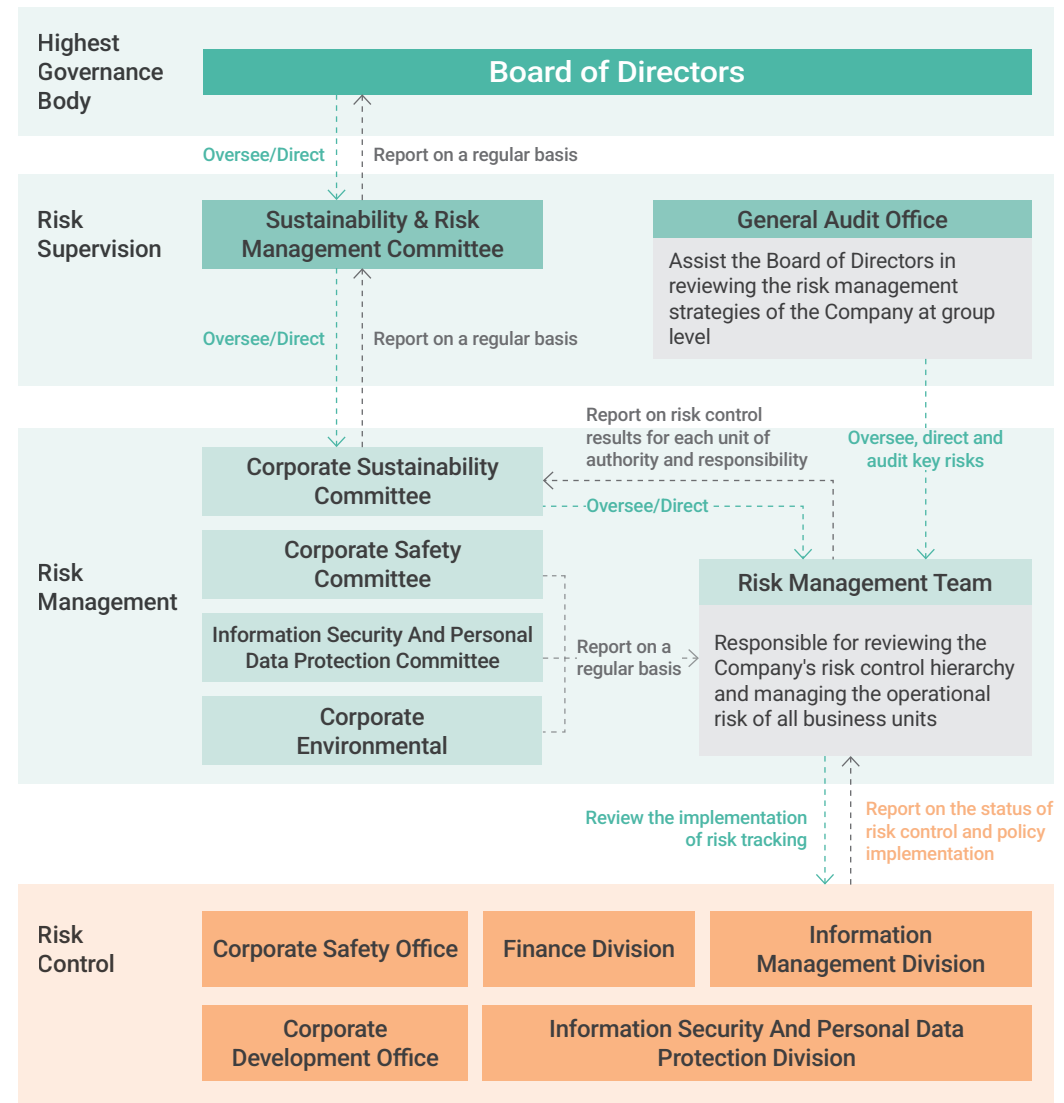 Highest
Governance
Body
Board of Directors
Oversee/Direct
Report on a regular basis
Risk
Supervision
Sustainability & Risk
Management Committee
General Audit Office
Assist the Board of Directors in
reviewing the risk management
strategies of the Company at group
level
Oversee/Direct
Report on a regular basis
Report on risk control
results for each unit of
authority and responsibility
Oversee, direct and
audit key risks
Risk
Management
Corporate Sustainability
Committee
Oversee/Direct
Corporate Safety
Committee
Information Security And Personal
Data Protection Committee
Corporate
Environmental
Report on a
regular basis
Risk Management Team
Responsible for reviewing the
Company's risk control hierarchy
and managing the operational
risk of all business units
Review the implementation
of risk tracking
Report on the status of
risk control and policy
implementation
Risk
Control
Corporate Safety Office
Finance Division
Information
Management Division
Corporate
Development Office
Information Security And Personal Data
Protection Division